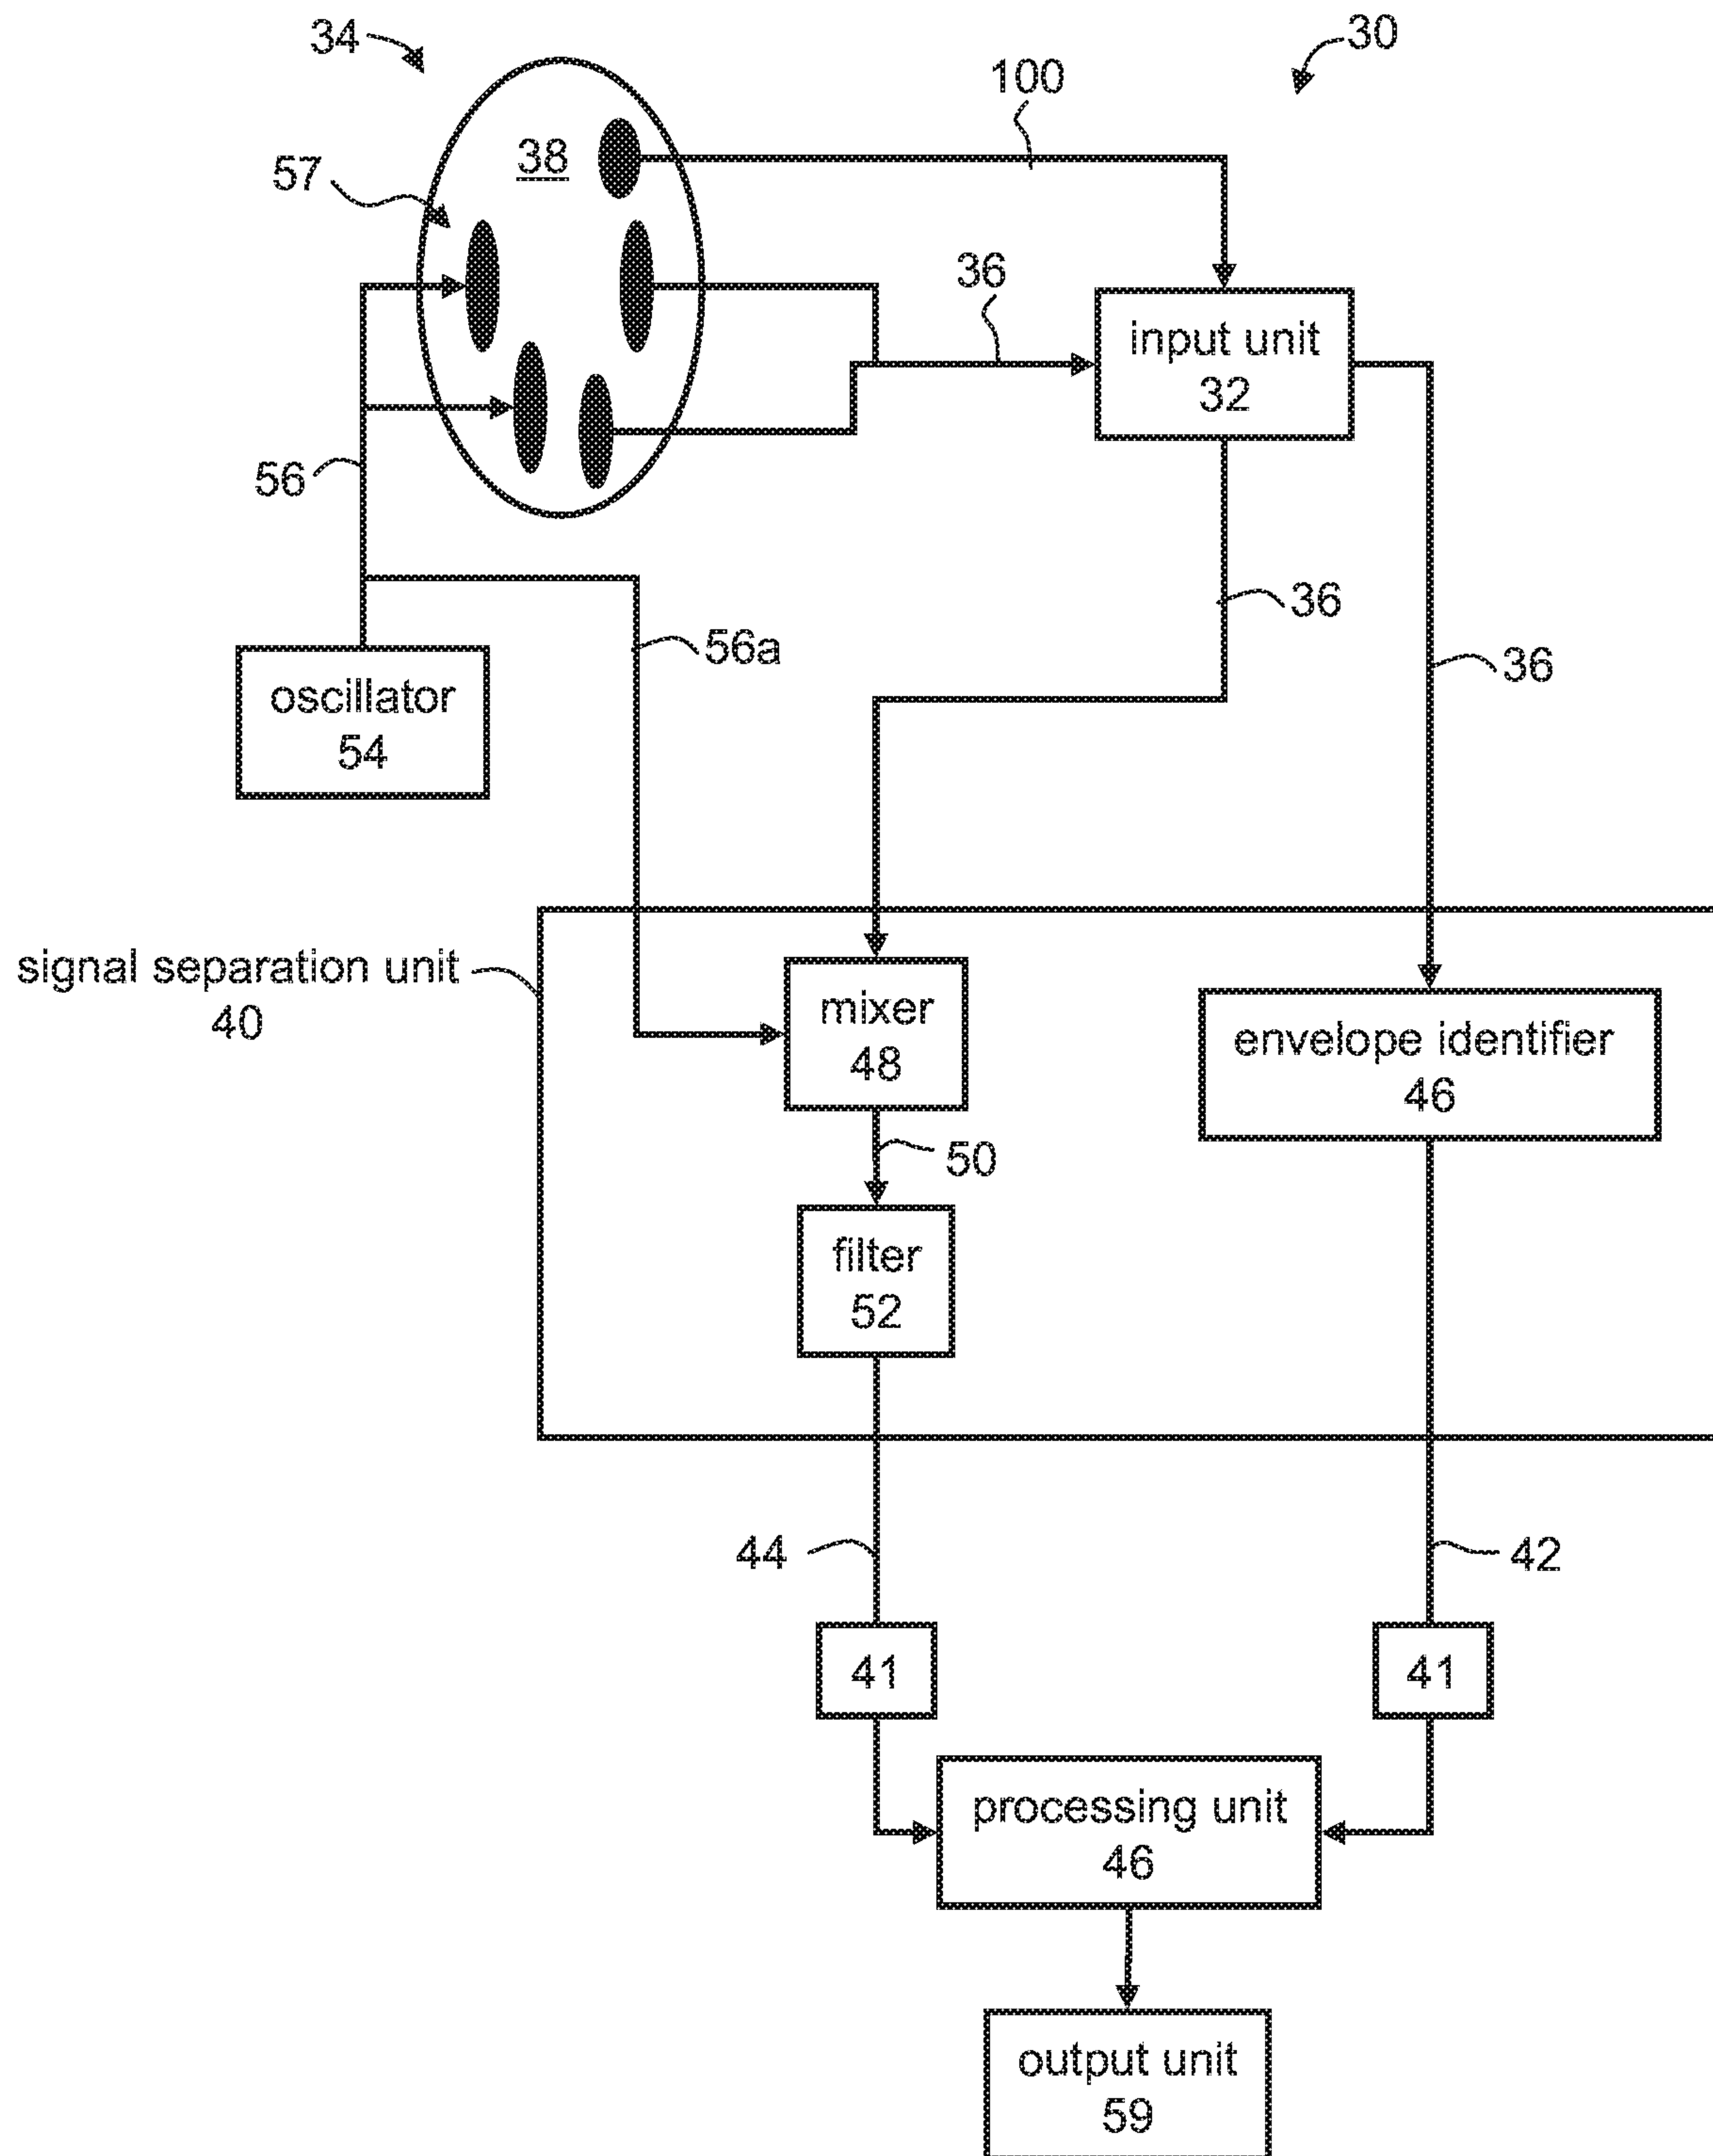 34
30
100
57
38
36
input unit
32
56
36
56a
36
oscillator
54
signal separation unit
40
mixer
48
envelope identifier
46
50
filter
52
44
42
41
41
processing unit
46
output unit
59